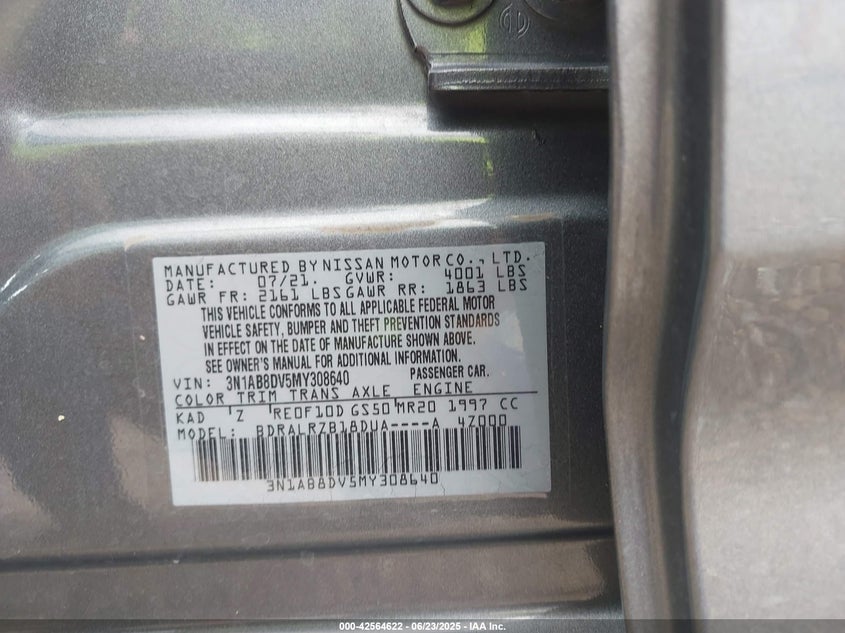 MANUFACTURED BY NISSAN MOTOR CO., LTD.
DATE: 07/21. GVWR: 4001 LBS
GAWR FR: 2161 LBS GAWR RR: 1863 LBS
THIS VEHICLE CONFORMS TO ALL APPLICABLE FEDERAL MOTOR
VEHICLE SAFETY, BUMPER AND THEFT PREVENTION STANDARDS
IN EFFECT ON THE DATE OF MANUFACTURE SHOWN ABOVE.
SEE OWNER'S MANUAL FOR ADDITIONAL INFORMATION.
VIN: 3N1AB8DV5MY308640 PASSENGER CAR.
COLOR TRIM TRANS AXLE ENGINE
KAD 'Z RE0F10D GS50 MR20 1997 CC
MODEL: BDRALRZB18DUA----A 4Z000
3N1AB8DV5MY308640
000-42564622 - 06/23/2025 - IAA Inc.